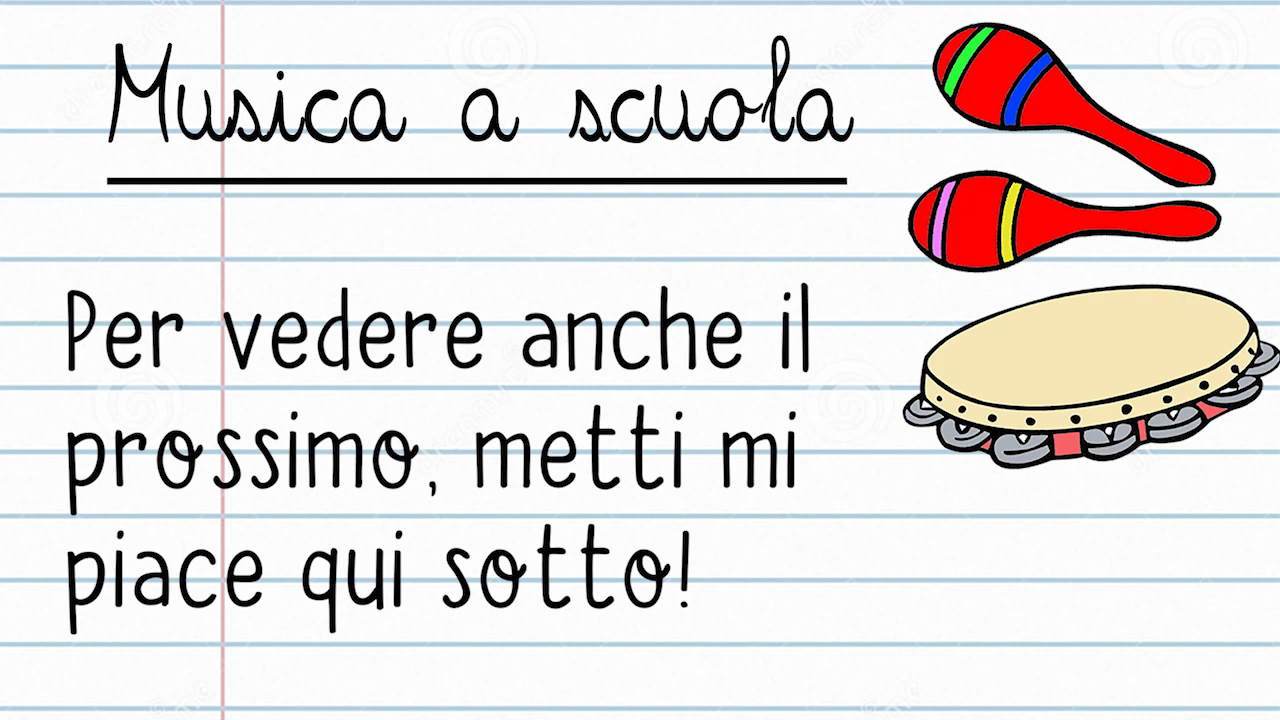 Musica a scuola
Per vedere anche il
prossimo, metti mi
piace qui sotto!